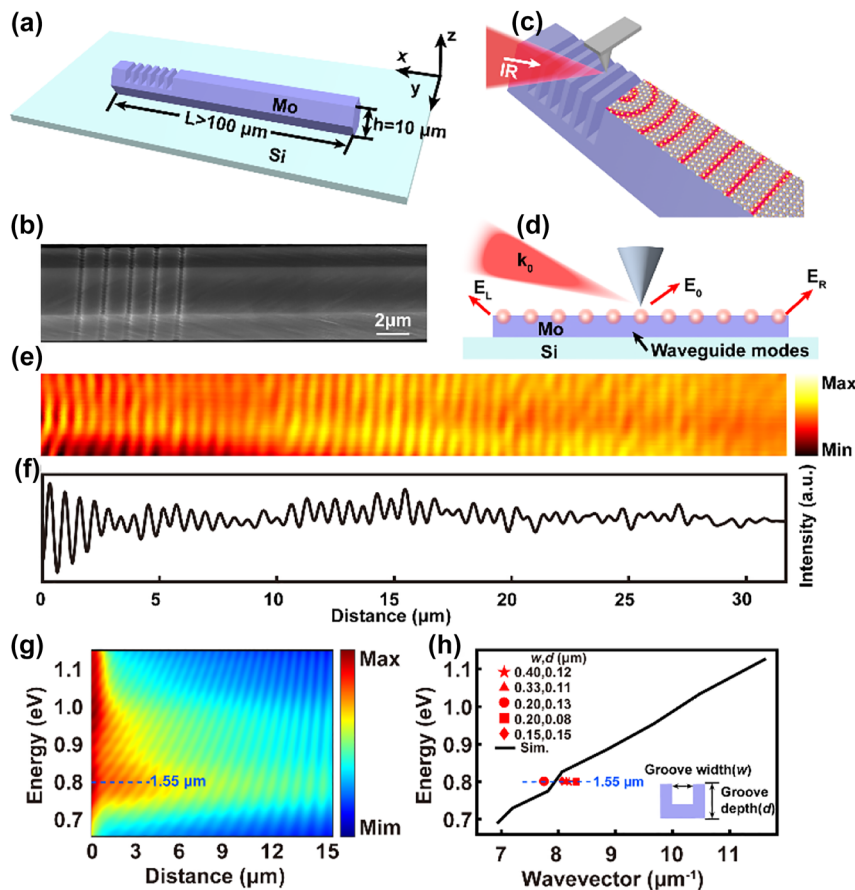 (a)
z
x
y
Mo
L>100 μm
h=10 μm
Si
(c)
IR
(b)
2μm
(d)
k0
EL
E0
ER
Mo
Si
Waveguide modes
(e)
Max
Min
(f)
Intensity (a.u.)
0 5 10 15 20 25 30
Distance (μm)
(g)
Energy (eV)
1.1
1.0
0.9
0.8
0.7
1.55 μm
0 3 6 9 12 15
Distance (μm)
Max
Mim
(h)
Energy (eV)
1.1
1.0
0.9
0.8
0.7
w,d (μm)
★ 0.40,0.12
▲ 0.33,0.11
● 0.20,0.13
■ 0.20,0.08
◆ 0.15,0.15
Sim.
1.55 μm
Groove width(w)
Groove
depth(d)
7 8 9 10 11
Wavevector (μm⁻¹)